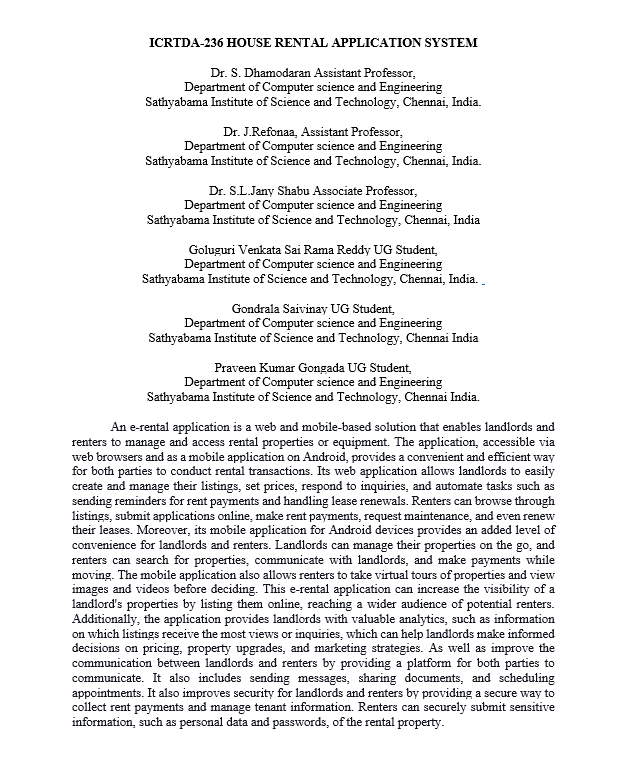 ICRTDA-236 HOUSE RENTAL APPLICATION SYSTEM
Dr. S. Dhamodaran Assistant Professor,
Department of Computer science and Engineering
Sathyabama Institute of Science and Technology, Chennai, India.
Dr. J.Refonaa, Assistant Professor,
Department of Computer science and Engineering
Sathyabama Institute of Science and Technology, Chennai, India.
Dr. S.L.Jany Shabu Associate Professor,
Department of Computer science and Engineering
Sathyabama Institute of Science and Technology, Chennai, India
Goluguri Venkata Sai Rama Reddy UG Student,
Department of Computer science and Engineering
Sathyabama Institute of Science and Technology, Chennai, India.
Gondrala Saivinay UG Student,
Department of Computer science and Engineering
Sathyabama Institute of Science and Technology, Chennai India
Praveen Kumar Gongada UG Student,
Department of Computer science and Engineering
Sathyabama Institute of Science and Technology, Chennai India.
An e-rental application is a web and mobile-based solution that enables landlords and
renters to manage and access rental properties or equipment. The application, accessible via
web browsers and as a mobile application on Android, provides a convenient and efficient way
for both parties to conduct rental transactions. Its web application allows landlords to easily
create and manage their listings, set prices, respond to inquiries, and automate tasks such as
sending reminders for rent payments and handling lease renewals. Renters can browse through
listings, submit applications online, make rent payments, request maintenance, and even renew
their leases. Moreover, its mobile application for Android devices provides an added level of
convenience for landlords and renters. Landlords can manage their properties on the go, and
renters can search for properties, communicate with landlords, and make payments while
moving. The mobile application also allows renters to take virtual tours of properties and view
images and videos before deciding. This e-rental application can increase the visibility of a
landlord's properties by listing them online, reaching a wider audience of potential renters.
Additionally, the application provides landlords with valuable analytics, such as information
on which listings receive the most views or inquiries, which can help landlords make informed
decisions on pricing, property upgrades, and marketing strategies. As well as improve the
communication between landlords and renters by providing a platform for both parties to
communicate. It also includes sending messages, sharing documents, and scheduling
appointments. It also improves security for landlords and renters by providing a secure way to
collect rent payments and manage tenant information. Renters can securely submit sensitive
information, such as personal data and passwords, of the rental property.